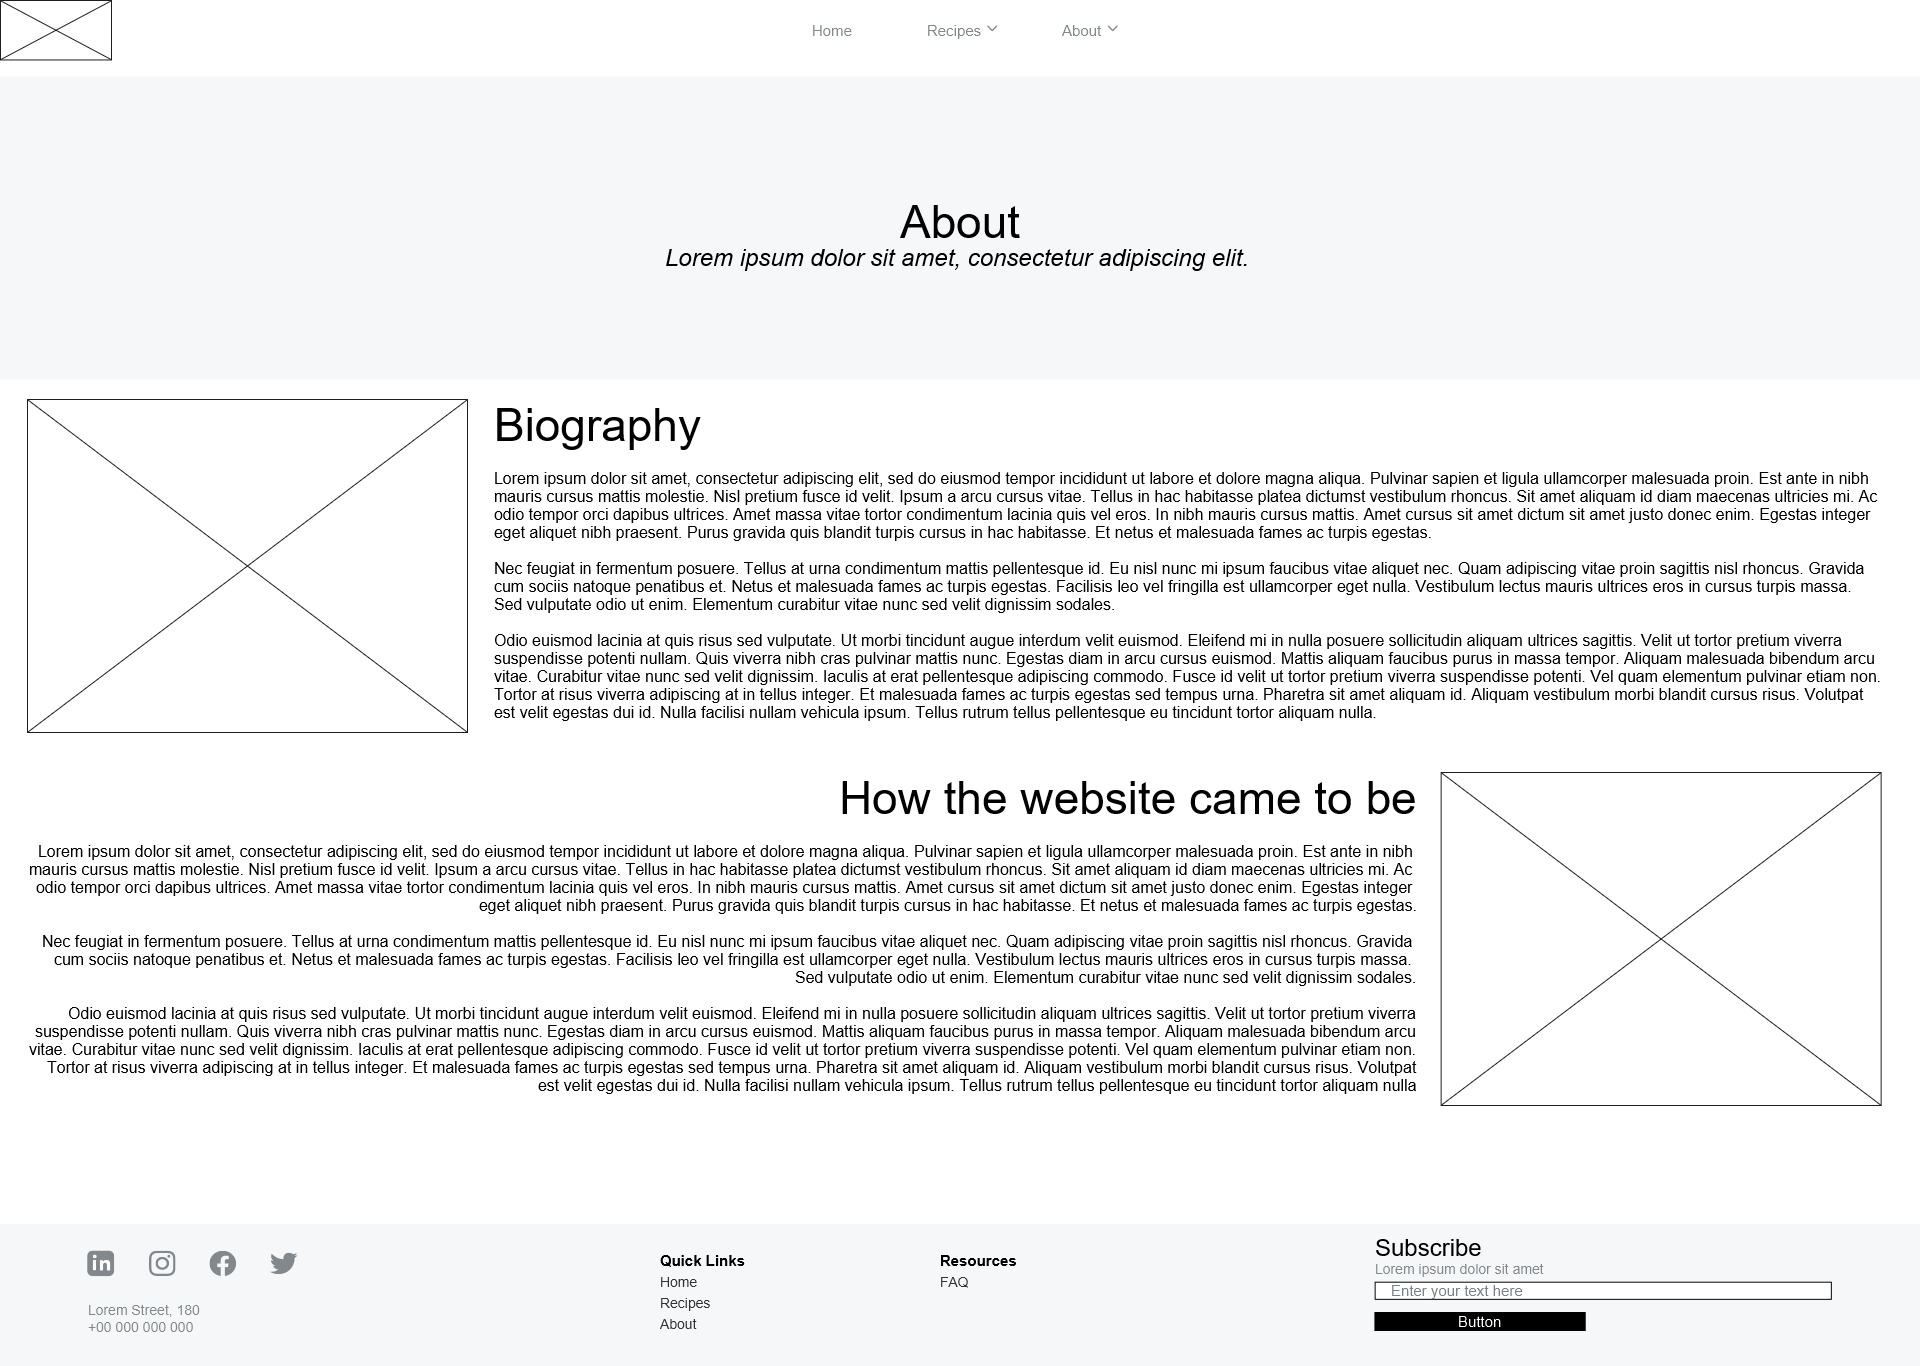 Home
Recipes
About
About
Lorem ipsum dolor sit amet, consectetur adipiscing elit.
Biography
Lorem ipsum dolor sit amet, consectetur adipiscing elit, sed do eiusmod tempor incididunt ut labore et dolore magna aliqua. Pulvinar sapien et ligula ullamcorper malesuada proin. Est ante in nibh
mauris cursus mattis molestie. Nisl pretium fusce id velit. Ipsum a arcu cursus vitae. Tellus in hac habitasse platea dictumst vestibulum rhoncus. Sit amet aliquam id diam maecenas ultricies mi. Ac
odio tempor orci dapibus ultrices. Amet massa vitae tortor condimentum lacinia quis vel eros. In nibh mauris cursus mattis. Amet cursus sit amet dictum sit amet justo donec enim. Egestas integer
eget aliquet nibh praesent. Purus gravida quis blandit turpis cursus in hac habitasse. Et netus et malesuada fames ac turpis egestas.
Nec feugiat in fermentum posuere. Tellus at urna condimentum mattis pellentesque id. Eu nisl nunc mi ipsum faucibus vitae aliquet nec. Quam adipiscing vitae proin sagittis nisl rhoncus. Gravida
cum sociis natoque penatibus et. Netus et malesuada fames ac turpis egestas. Facilisis leo vel fringilla est ullamcorper eget nulla. Vestibulum lectus mauris ultrices eros in cursus turpis massa.
Sed vulputate odio ut enim. Elementum curabitur vitae nunc sed velit dignissim sodales.
Odio euismod lacinia at quis risus sed vulputate. Ut morbi tincidunt augue interdum velit euismod. Eleifend mi in nulla posuere sollicitudin aliquam ultrices sagittis. Velit ut tortor pretium viverra
suspendisse potenti nullam. Quis viverra nibh cras pulvinar mattis nunc. Egestas diam in arcu cursus euismod. Mattis aliquam faucibus purus in massa tempor. Aliquam malesuada bibendum arcu
vitae. Curabitur vitae nunc sed velit dignissim. Iaculis at erat pellentesque adipiscing commodo. Fusce id velit ut tortor pretium viverra suspendisse potenti. Vel quam elementum pulvinar etiam non.
Tortor at risus viverra adipiscing at in tellus integer. Et malesuada fames ac turpis egestas sed tempus urna. Pharetra sit amet aliquam id. Aliquam vestibulum morbi blandit cursus risus. Volutpat
est velit egestas dui id. Nulla facilisi nullam vehicula ipsum. Tellus rutrum tellus pellentesque eu tincidunt tortor aliquam nulla.
How the website came to be
Lorem ipsum dolor sit amet, consectetur adipiscing elit, sed do eiusmod tempor incididunt ut labore et dolore magna aliqua. Pulvinar sapien et ligula ullamcorper malesuada proin. Est ante in nibh
mauris cursus mattis molestie. Nisl pretium fusce id velit. Ipsum a arcu cursus vitae. Tellus in hac habitasse platea dictumst vestibulum rhoncus. Sit amet aliquam id diam maecenas ultricies mi. Ac
odio tempor orci dapibus ultrices. Amet massa vitae tortor condimentum lacinia quis vel eros. In nibh mauris cursus mattis. Amet cursus sit amet dictum sit amet justo donec enim. Egestas integer
eget aliquet nibh praesent. Purus gravida quis blandit turpis cursus in hac habitasse. Et netus et malesuada fames ac turpis egestas.
Nec feugiat in fermentum posuere. Tellus at urna condimentum mattis pellentesque id. Eu nisl nunc mi ipsum faucibus vitae aliquet nec. Quam adipiscing vitae proin sagittis nisl rhoncus. Gravida
cum sociis natoque penatibus et. Netus et malesuada fames ac turpis egestas. Facilisis leo vel fringilla est ullamcorper eget nulla. Vestibulum lectus mauris ultrices eros in cursus turpis massa.
Sed vulputate odio ut enim. Elementum curabitur vitae nunc sed velit dignissim sodales.
Odio euismod lacinia at quis risus sed vulputate. Ut morbi tincidunt augue interdum velit euismod. Eleifend mi in nulla posuere sollicitudin aliquam ultrices sagittis. Velit ut tortor pretium viverra
suspendisse potenti nullam. Quis viverra nibh cras pulvinar mattis nunc. Egestas diam in arcu cursus euismod. Mattis aliquam faucibus purus in massa tempor. Aliquam malesuada bibendum arcu
vitae. Curabitur vitae nunc sed velit dignissim. Iaculis at erat pellentesque adipiscing commodo. Fusce id velit ut tortor pretium viverra suspendisse potenti. Vel quam elementum pulvinar etiam non.
Tortor at risus viverra adipiscing at in tellus integer. Et malesuada fames ac turpis egestas sed tempus urna. Pharetra sit amet aliquam id. Aliquam vestibulum morbi blandit cursus risus. Volutpat
est velit egestas dui id. Nulla facilisi nullam vehicula ipsum. Tellus rutrum tellus pellentesque eu tincidunt tortor aliquam nulla
Lorem Street, 180
+00 000 000 000
Quick Links
Home
Recipes
About
Resources
FAQ
Subscribe
Lorem ipsum dolor sit amet
Enter your text here
Button